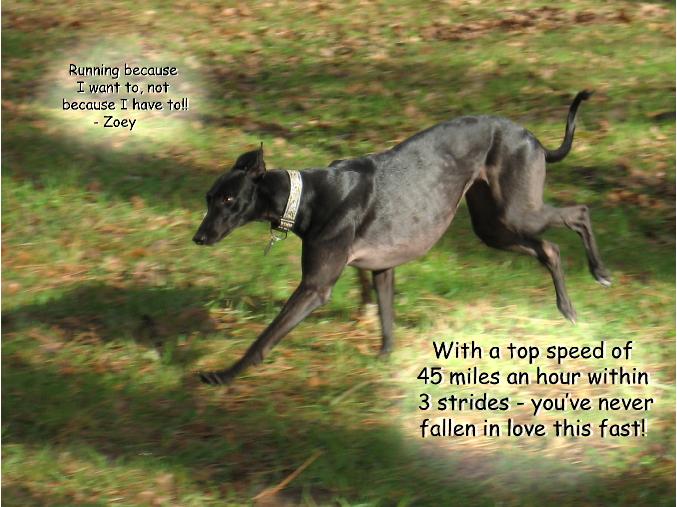 Running because
I want to, not
because I have to!!
- Zoey
With a top speed of
45 miles an hour within
3 strides - you've never
fallen in love this fast!